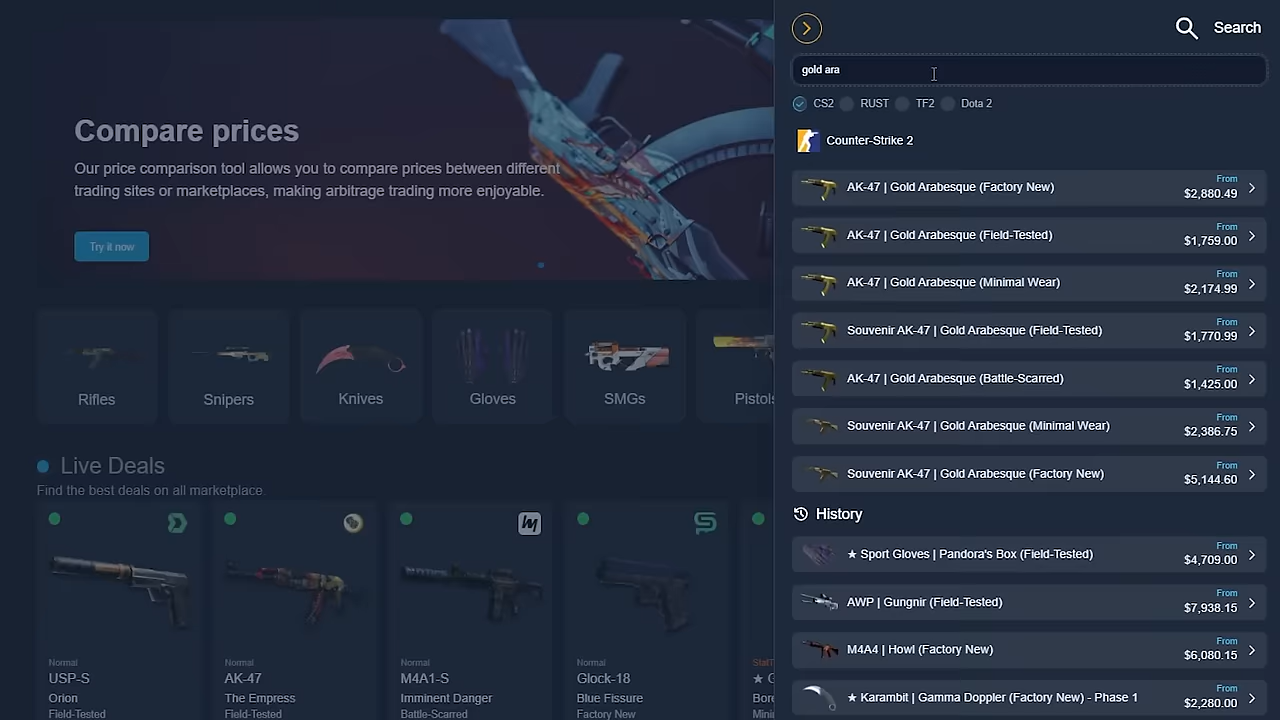 Compare prices
Our price comparison tool allows you to compare prices between different
trading sites or marketplaces, making arbitrage trading more enjoyable.
Try it now
Rifles
Snipers
Knives
Gloves
SMGs
Pistols
Live Deals
Find the best deals on all marketplace.
Normal
USP-S
Orion
Field-Tested
Normal
AK-47
The Empress
Field-Tested
Normal
M4A1-S
Imminent Danger
Battle-Scarred
Normal
Glock-18
Blue Fissure
Factory New
Search
gold ara
CS2 RUST TF2 Dota 2
Counter-Strike 2
AK-47 | Gold Arabesque (Factory New)
From
$2,880.49
AK-47 | Gold Arabesque (Field-Tested)
From
$1,759.00
AK-47 | Gold Arabesque (Minimal Wear)
From
$2,174.99
Souvenir AK-47 | Gold Arabesque (Field-Tested)
From
$1,770.99
AK-47 | Gold Arabesque (Battle-Scarred)
From
$1,425.00
Souvenir AK-47 | Gold Arabesque (Minimal Wear)
From
$2,386.75
Souvenir AK-47 | Gold Arabesque (Factory New)
From
$5,144.60
History
★ Sport Gloves | Pandora's Box (Field-Tested)
From
$4,709.00
AWP | Gungnir (Field-Tested)
From
$7,938.15
M4A4 | Howl (Factory New)
From
$6,080.15
★ Karambit | Gamma Doppler (Factory New) - Phase 1
From
$2,280.00